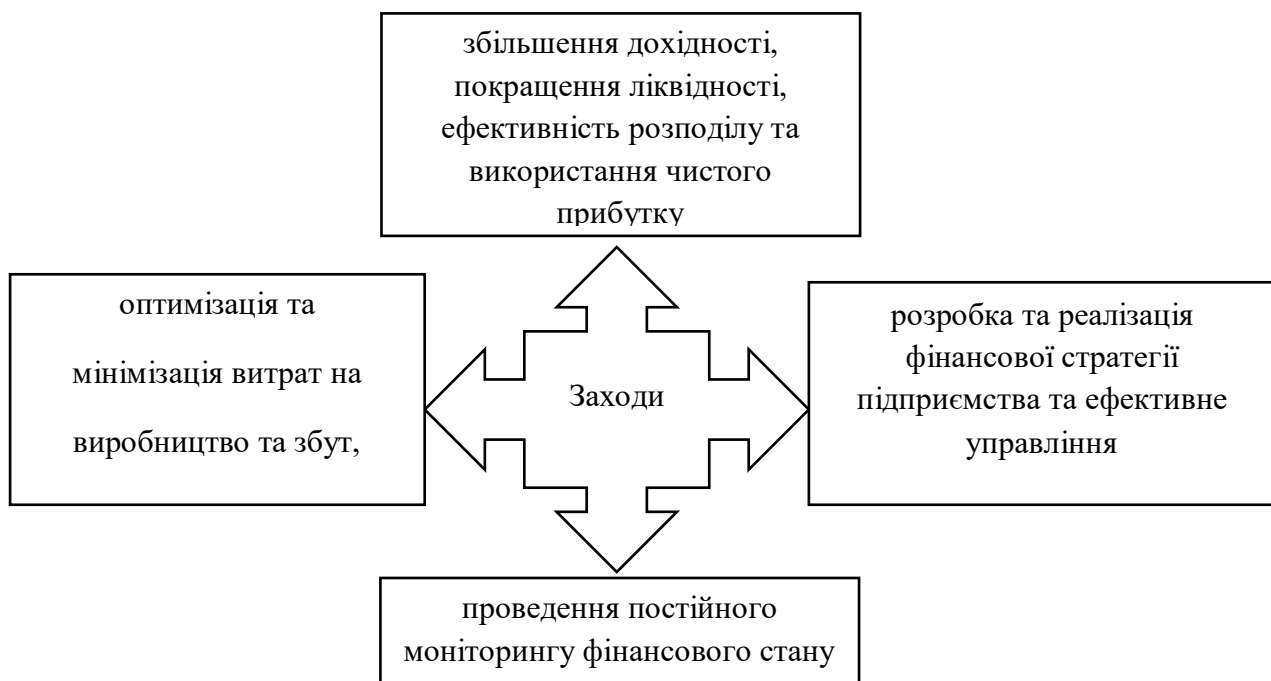 збільшення дохідності,
покращення ліквідності,
ефективність розподілу та
використання чистого
прибутку
оптимізація та
мінімізація витрат на
виробництво та збут,
Заходи
розробка та реалізація
фінансової стратегії
підприємства та ефективне
управління
проведення постійного
моніторингу фінансового стану